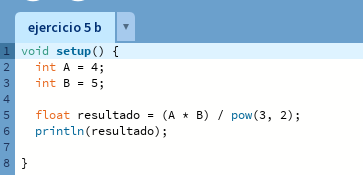 ejercicio 5 b
1 void setup() {
2   int A = 4;
3   int B = 5;
4
5   float resultado = (A * B) / pow(3, 2);
6   println(resultado);
7
8 }